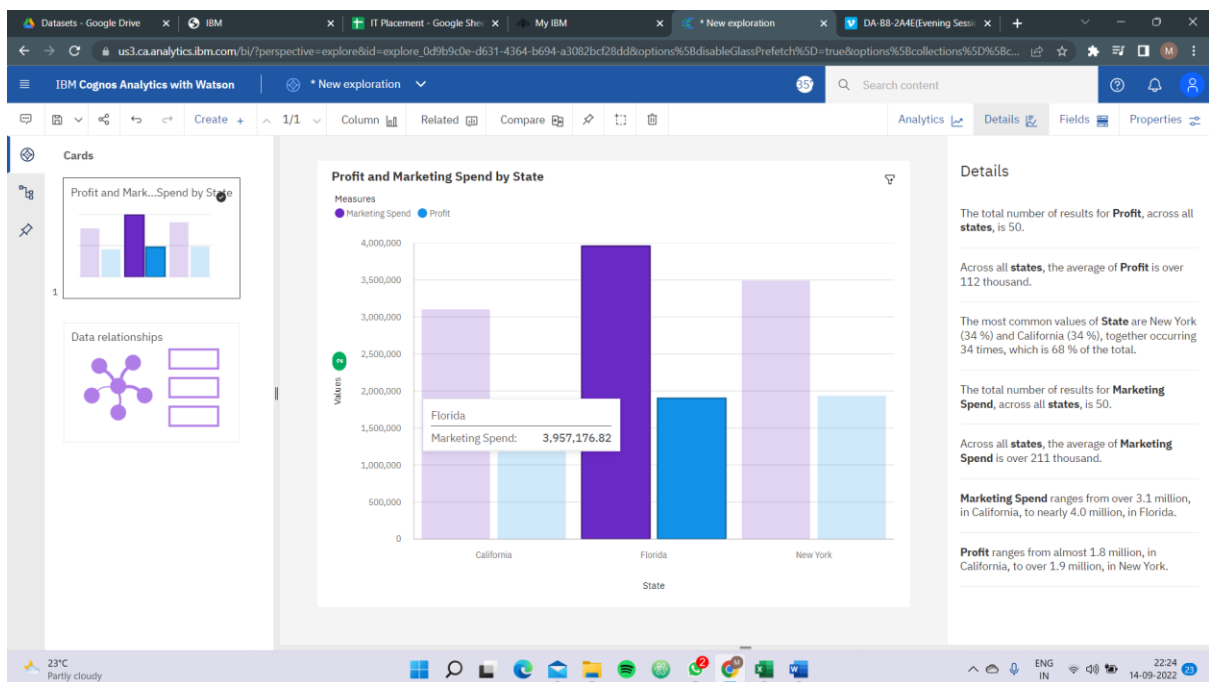 Datasets - Google Drive
IBM
IT Placement - Google Shee
My IBM
* New exploration
DA-B8-2A4E(Evening Sessic
us3.ca.analytics.ibm.com/bi/?perspective=explore&id=explore_0d9b9c0e-d631-4364-b694-a3082bcf28dd&options%5BdisableGlassPrefetch%5D=true&options%5Bcollections%5D%5Bc...
M
IBM Cognos Analytics with Watson
* New exploration
Search content
Create +
1/1
Column
Related
Compare
Analytics
Details
Fields
Properties
Cards
Profit and Mark...Spend by State
1
Data relationships
Profit and Marketing Spend by State
Measures
Marketing Spend
Profit
4,000,000
3,500,000
3,000,000
2,500,000
2,000,000
1,500,000
1,000,000
500,000
0
Values
Florida
Marketing Spend: 3,957,176.82
California
Florida
New York
State
Details
The total number of results for Profit, across all
states, is 50.
Across all states, the average of Profit is over
112 thousand.
The most common values of State are New York
(34 %) and California (34 %), together occurring
34 times, which is 68 % of the total.
The total number of results for Marketing
Spend, across all states, is 50.
Across all states, the average of Marketing
Spend is over 211 thousand.
Marketing Spend ranges from over 3.1 million,
in California, to nearly 4.0 million, in Florida.
Profit ranges from almost 1.8 million, in
California, to over 1.9 million, in New York.
23°C
Partly cloudy
2
ENG
IN
22:24
14-09-2022
23